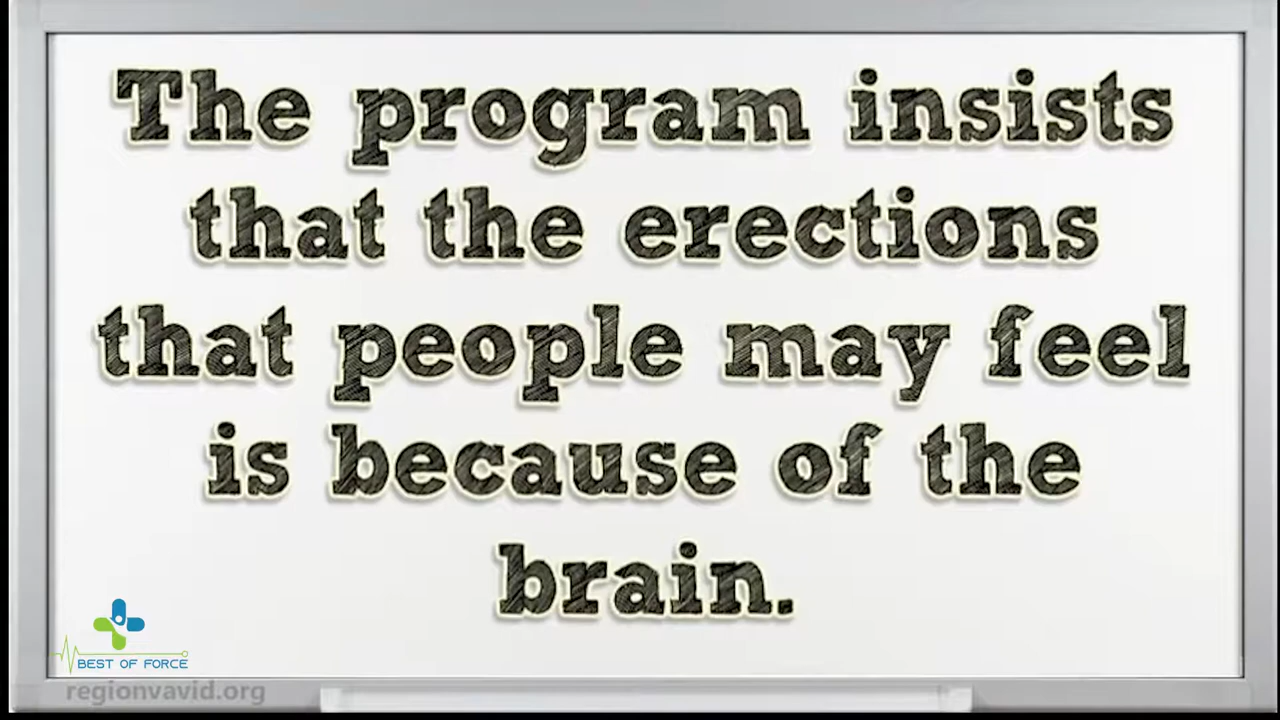 The program insists
that the erections
that people may feel
is because of the
brain.
BEST OF FORCE
regionvavid.org